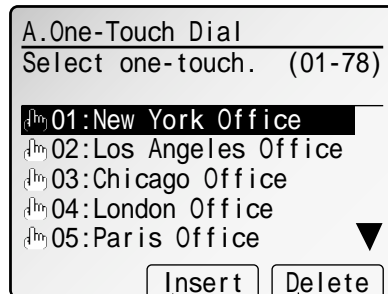 A.One-Touch Dial
Select one-touch. (01-78)
01:New York Office
02:Los Angeles Office
03:Chicago Office
04:London Office
05:Paris Office
Insert Delete